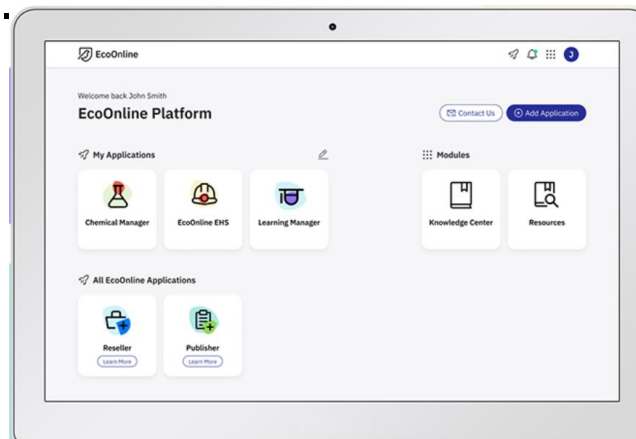 EcoOnline
J
Welcome back John Smith
EcoOnline Platform
Contact Us
Add Application
My Applications
Modules
Chemical Manager
EcoOnline EHS
Learning Manager
Knowledge Center
Resources
All EcoOnline Applications
Reseller
Publisher
Learn More
Learn More